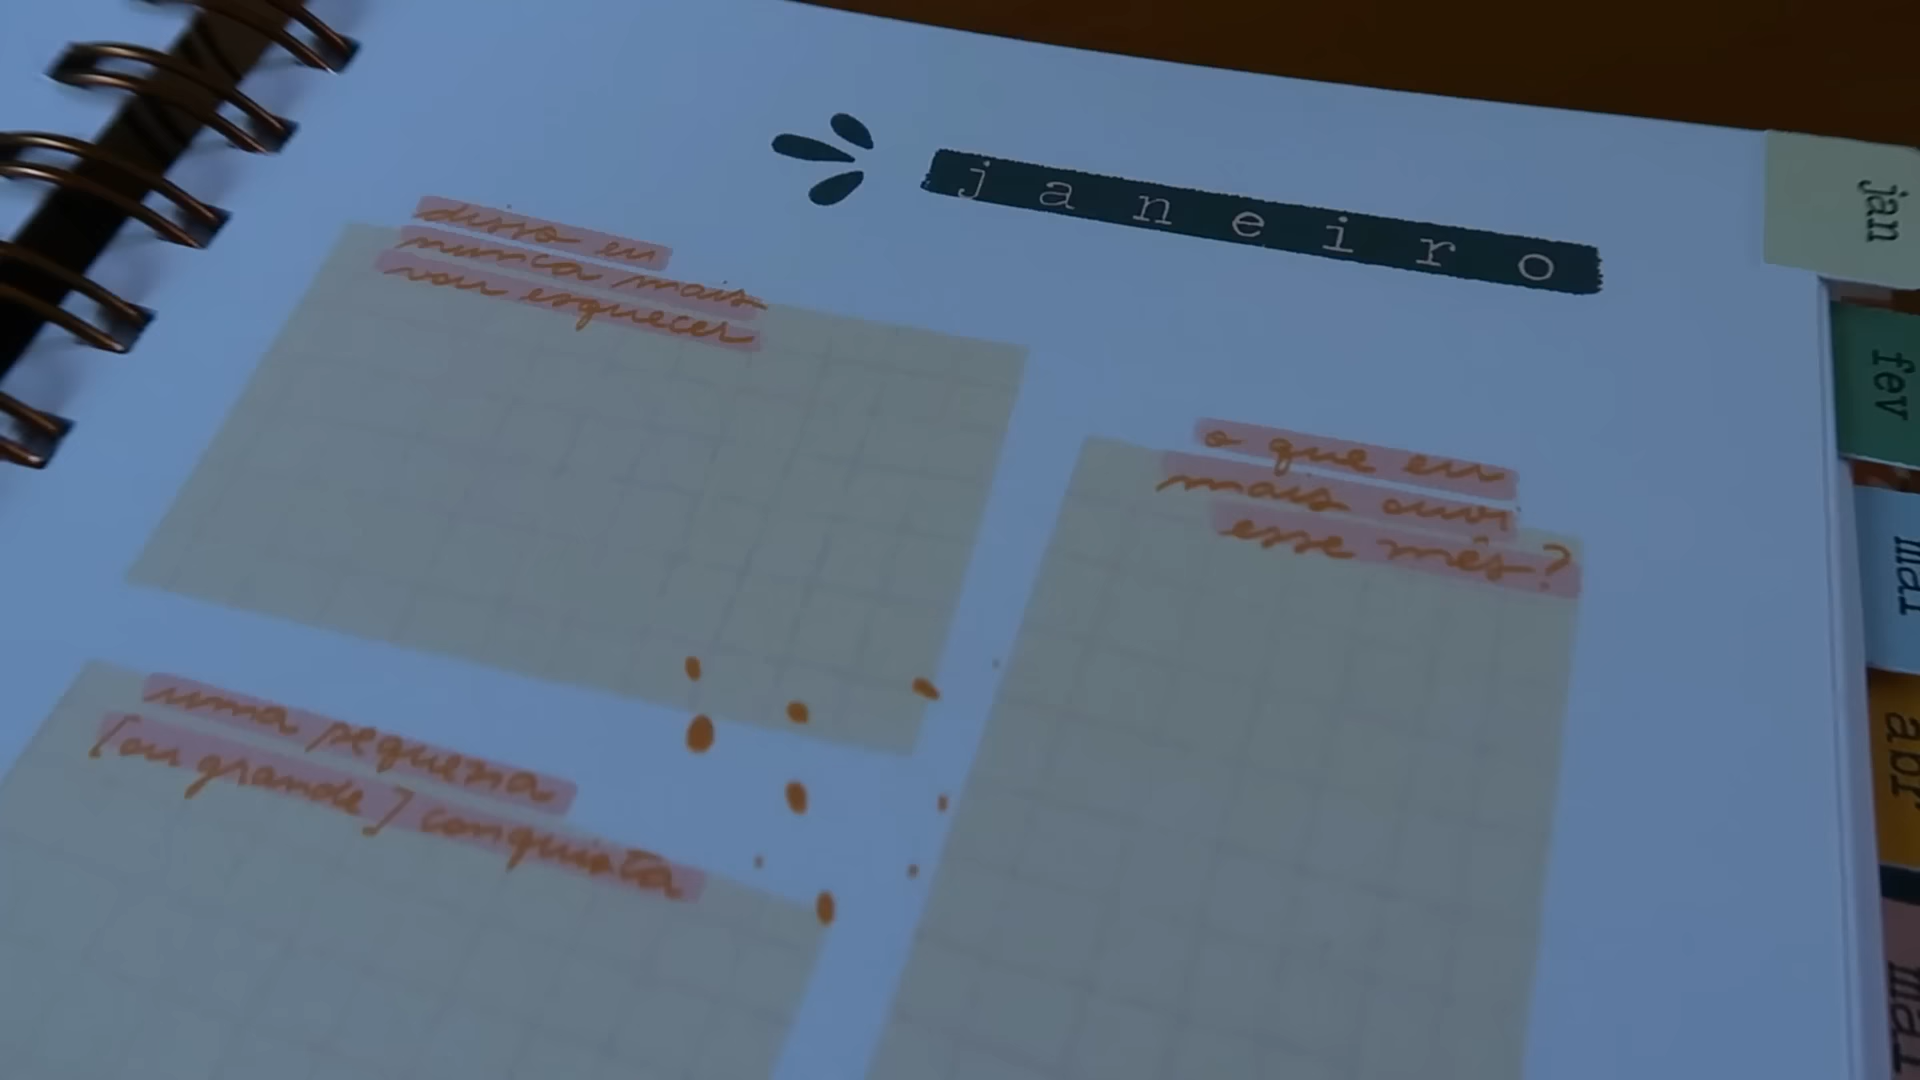 janeiro
disso eu
nunca mais
vou esquecer
o que eu
mais ouvi
esse mês?
uma pequena
[ou grande] conquista
jan
fev
mar
abr
mai